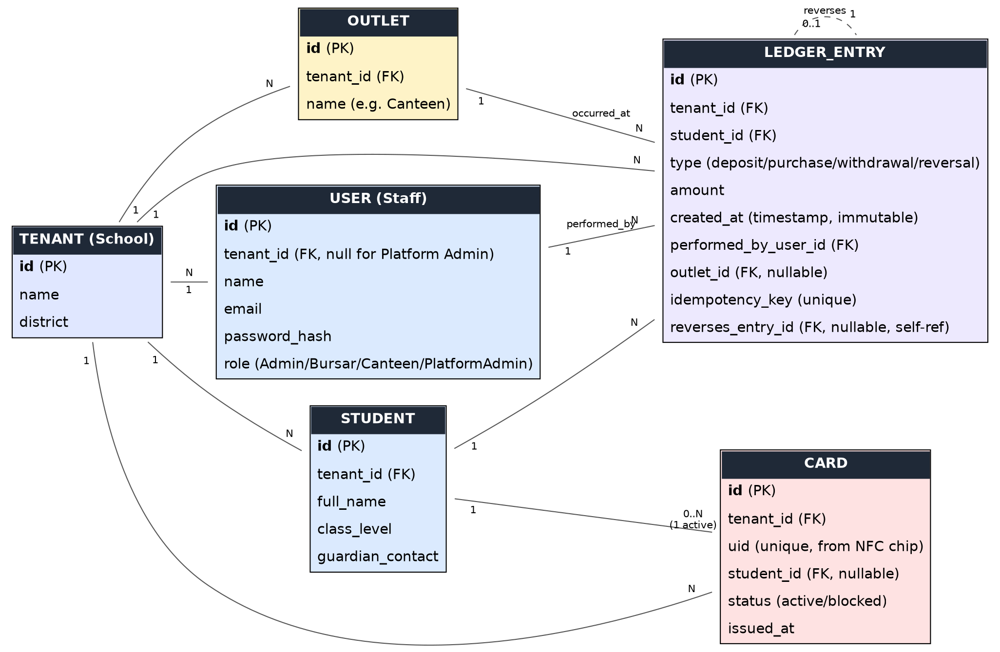 OUTLET
id (PK)
tenant_id (FK)
name (e.g. Canteen)
reverses
1
0..1
LEDGER_ENTRY
id (PK)
tenant_id (FK)
student_id (FK)
type (deposit/purchase/withdrawal/reversal)
amount
created_at (timestamp, immutable)
performed_by_user_id (FK)
outlet_id (FK, nullable)
idempotency_key (unique)
reverses_entry_id (FK, nullable, self-ref)
N
1
occurred_at
N
N
1
1
USER (Staff)
id (PK)
tenant_id (FK, null for Platform Admin)
name
email
password_hash
role (Admin/Bursar/Canteen/PlatformAdmin)
performed_by
N
1
TENANT (School)
id (PK)
name
district
N
1
N
1
1
N
STUDENT
id (PK)
tenant_id (FK)
full_name
class_level
guardian_contact
1
1
0..N
(1 active)
N
CARD
id (PK)
tenant_id (FK)
uid (unique, from NFC chip)
student_id (FK, nullable)
status (active/blocked)
issued_at